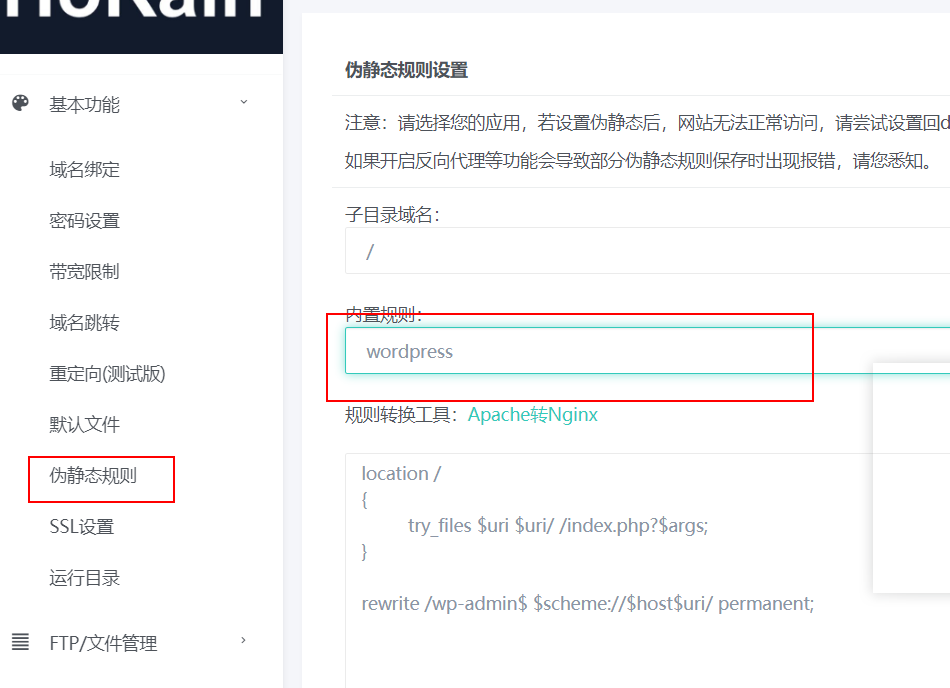 基本功能
域名绑定
密码设置
带宽限制
域名跳转
重定向(测试版)
默认文件
伪静态规则
SSL设置
运行目录
FTP/文件管理
伪静态规则设置
注意：请选择您的应用，若设置伪静态后，网站无法正常访问，请尝试设置回d
如果开启反向代理等功能会导致部分伪静态规则保存时出现报错，请您悉知。
子目录域名：
/
内置规则：
wordpress
规则转换工具：Apache转Nginx
location /
{
try_files $uri $uri/ /index.php?$args;
}
rewrite /wp-admin$ $scheme://$host$uri/ permanent;